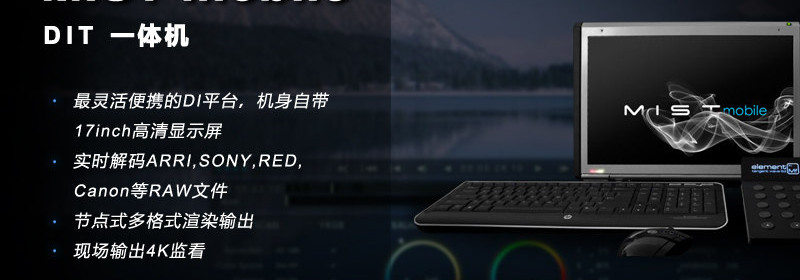 DIT 一体机
· 最灵活便携的DI平台，机身自带
17inch高清显示屏
· 实时解码ARRI,SONY,RED,
Canon等RAW文件
· 节点式多格式渲染输出
· 现场输出4K监看
MIST mobile
element